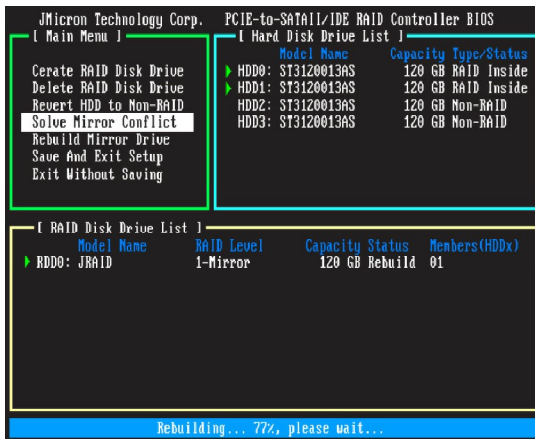 JMicron Technology Corp. PCIE-to-SATAII/IDE RAID Controller BIOS
[ Main Menu ]
Cerate RAID Disk Drive
Delete RAID Disk Drive
Revert HDD to Non-RAID
Solve Mirror Conflict
Rebuild Mirror Drive
Save And Exit Setup
Exit Without Saving
[ Hard Disk Drive List ]
Model Name Capacity Type/Status
HDD0: ST3120013AS 120 GB RAID Inside
HDD1: ST3120013AS 120 GB RAID Inside
HDD2: ST3120013AS 120 GB Non-RAID
HDD3: ST3120013AS 120 GB Non-RAID
[ RAID Disk Drive List ]
Model Name RAID Level Capacity Status Members(HDDx)
RDD0: JRAID 1-Mirror 120 GB Rebuild 01
Rebuilding... 77%, please wait...